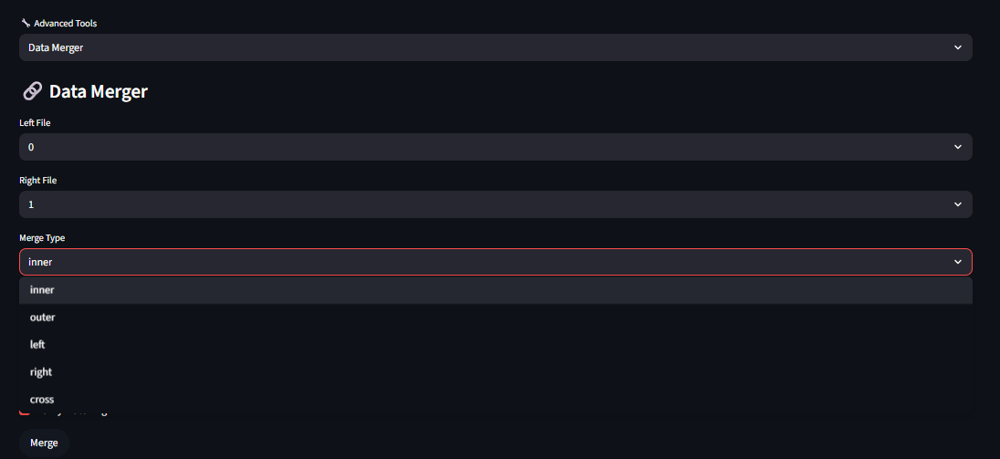 Advanced Tools
Data Merger
Data Merger
Left File
0
Right File
1
Merge Type
inner
inner
outer
left
right
cross
Merge